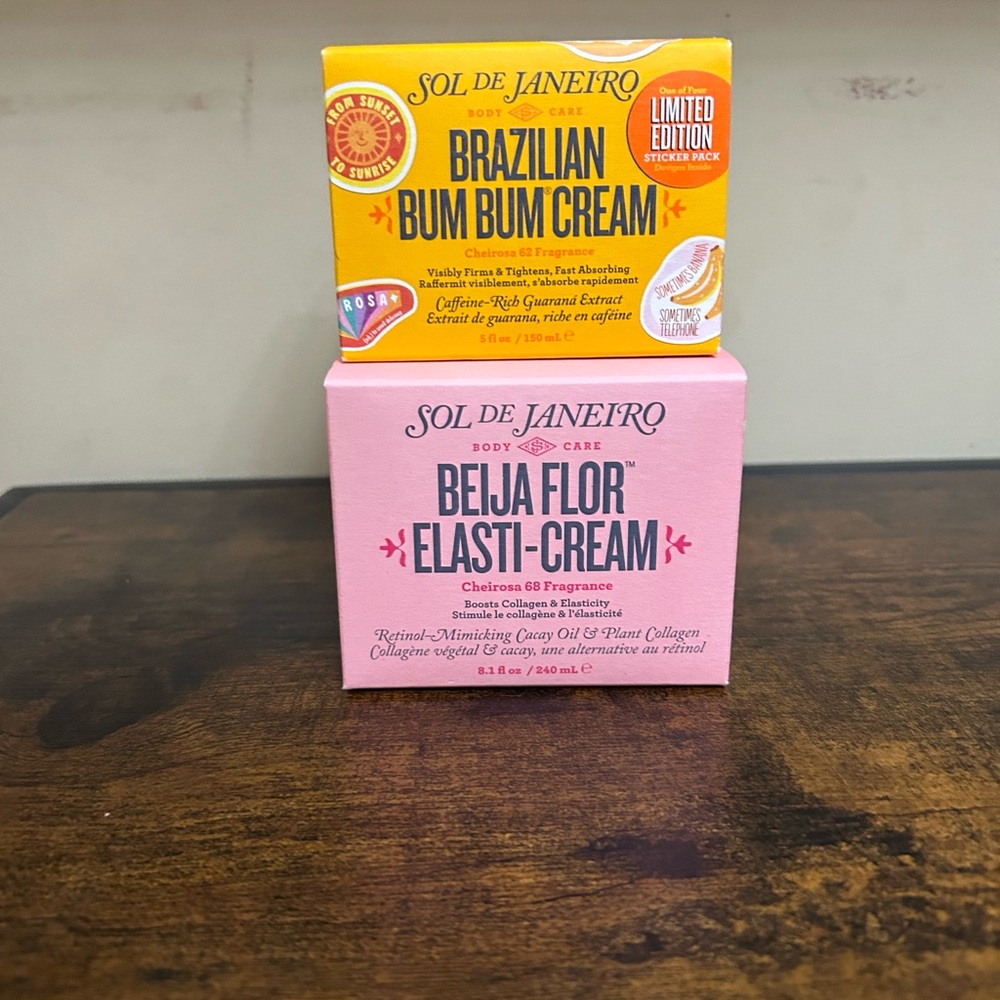 SOL DE JANEIRO
BODY CARE
BRAZILIAN
BUM BUM® CREAM
Cheirosa 62 Fragrance
Visibly Firms & Tightens, Fast Absorbing
Raffermit visiblement, s'absorbe rapidement
Caffeine-Rich Guaraná Extract
Extrait de guarana, riche en caféine
5 fl oz / 150 mL ℮
FROM SUNSET
TO SUNRISE
One of Four
LIMITED
EDITION
STICKER PACK
Designs Inside
ROSA
SOMETIMES BANANA
SOMETIMES
TELEPHONE
SOL DE JANEIRO
BODY CARE
BEIJA FLOR™
ELASTI-CREAM
Cheirosa 68 Fragrance
Boosts Collagen & Elasticity
Stimule le collagène & l'élasticité
Retinol-Mimicking Cacay Oil & Plant Collagen
Collagène végétal & cacay, une alternative au rétinol
8.1 fl oz / 240 mL ℮